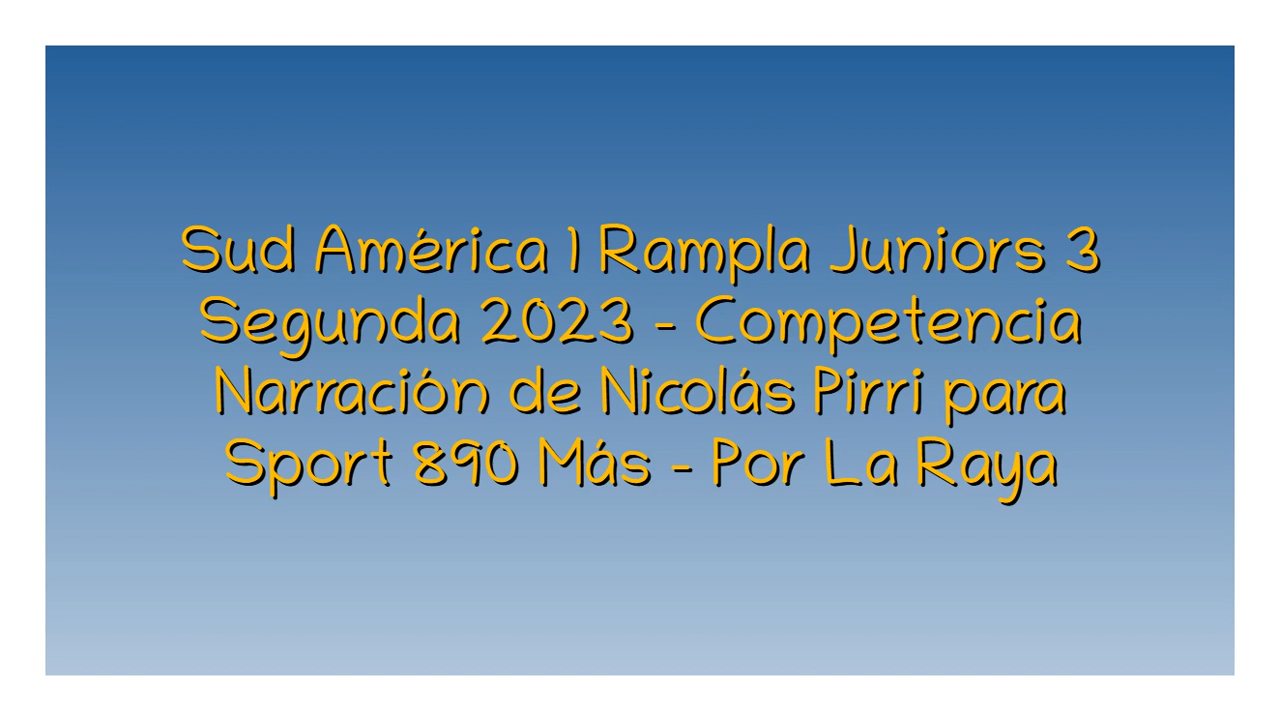 Sud América 1 Rampla Juniors 3
Segunda 2023 - Competencia
Narración de Nicolás Pirri para
Sport 890 Más - Por La Raya